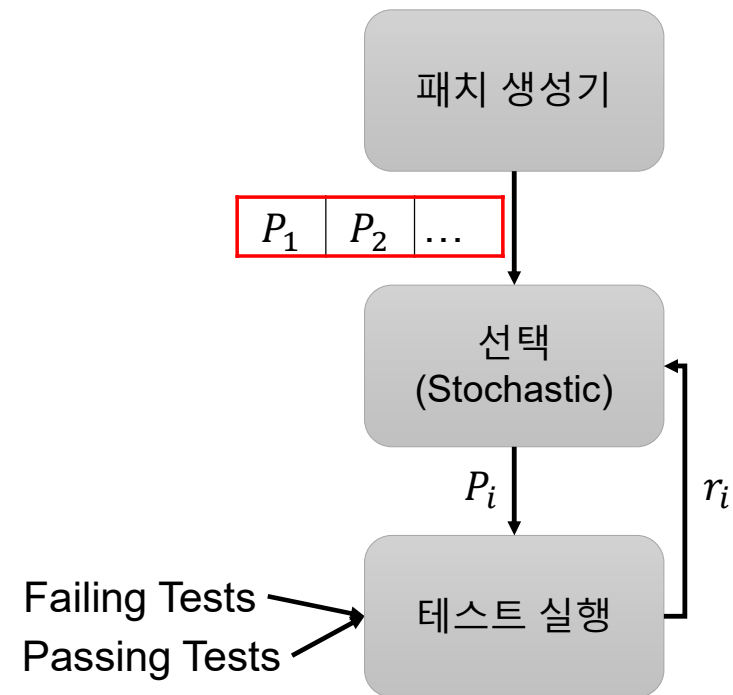 패치 생성기
P₁ P₂ ...
선택
(Stochastic)
Pᵢ
rᵢ
Failing Tests
Passing Tests
테스트 실행